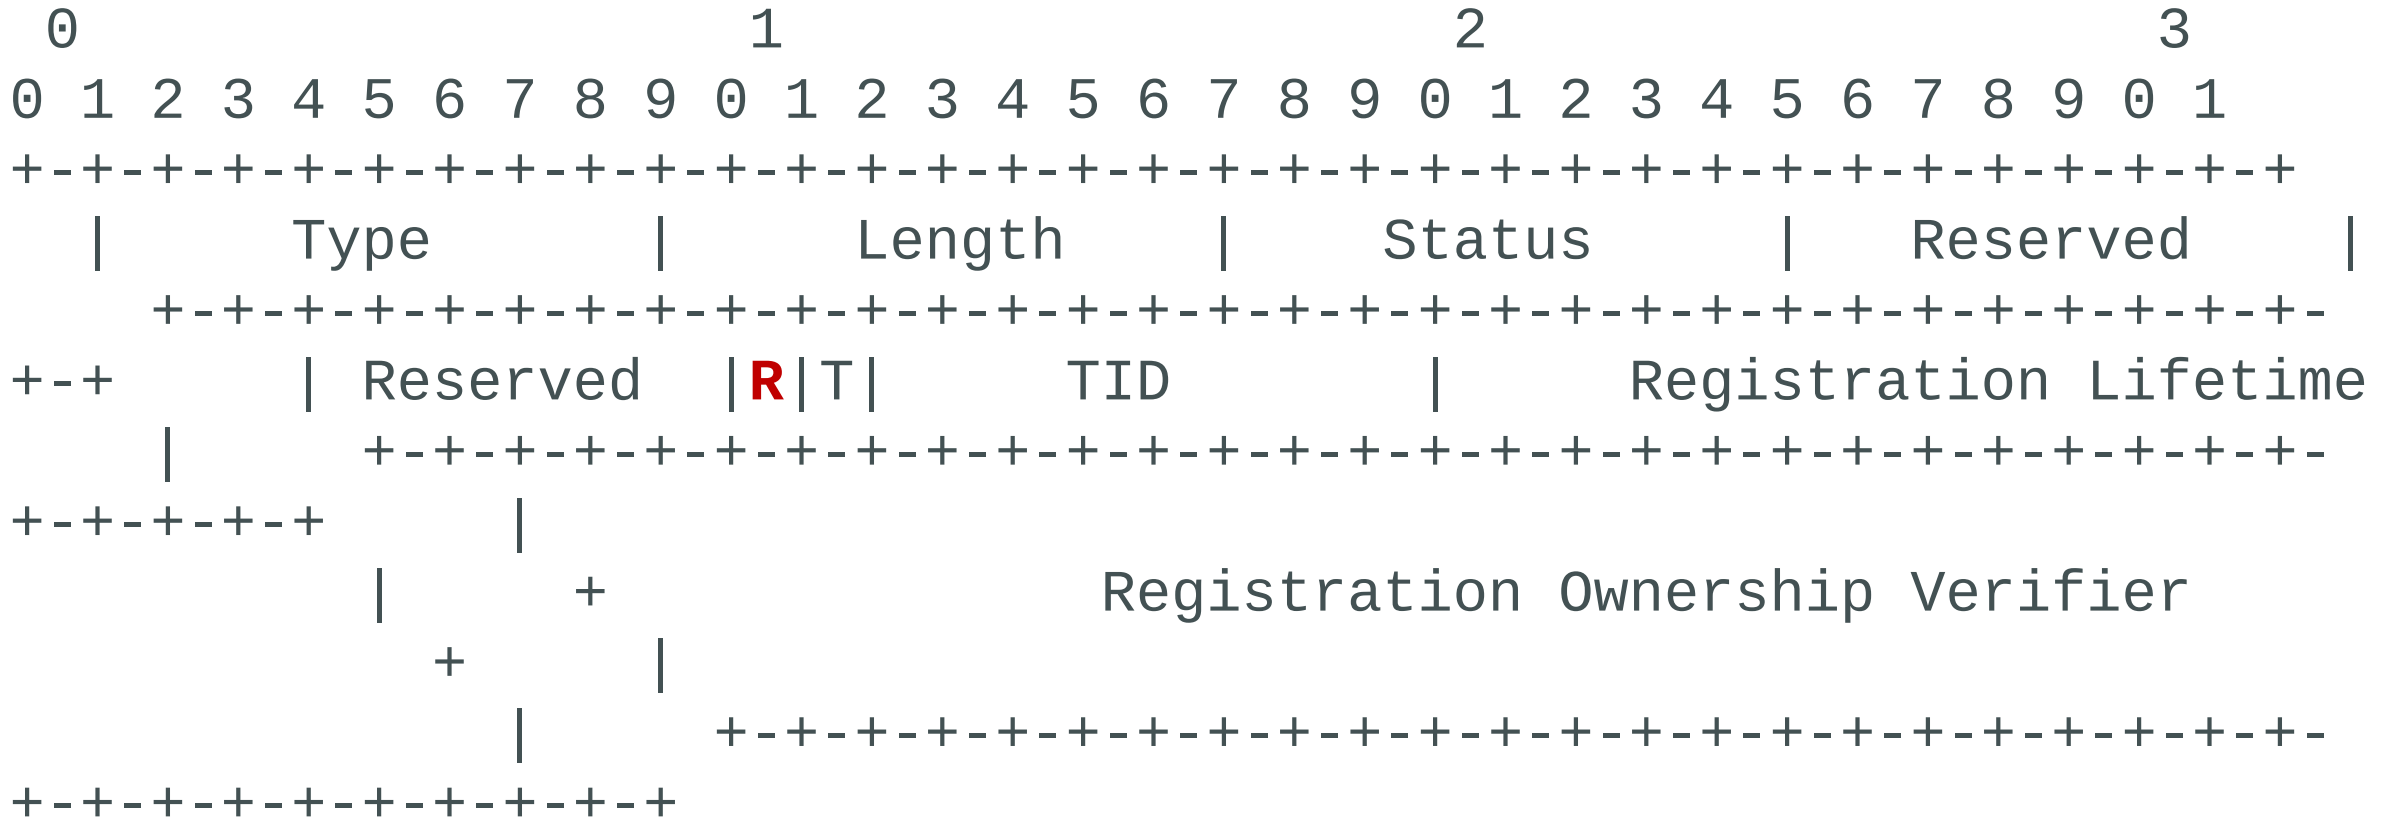 0                   1                   2                   3
0 1 2 3 4 5 6 7 8 9 0 1 2 3 4 5 6 7 8 9 0 1 2 3 4 5 6 7 8 9 0 1
+-+-+-+-+-+-+-+-+-+-+-+-+-+-+-+-+-+-+-+-+-+-+-+-+-+-+-+-+-+-+-+-+
  |     Type      |     Length    |    Status     |   Reserved    |
    +-+-+-+-+-+-+-+-+-+-+-+-+-+-+-+-+-+-+-+-+-+-+-+-+-+-+-+-+-+-+-
+-+     | Reserved  |R|T|     TID       |     Registration Lifetime
    |     +-+-+-+-+-+-+-+-+-+-+-+-+-+-+-+-+-+-+-+-+-+-+-+-+-+-+-+-
+-+-+-+-+     |
          |     +              Registration Ownership Verifier
            +     |
              |     +-+-+-+-+-+-+-+-+-+-+-+-+-+-+-+-+-+-+-+-+-+-+-
+-+-+-+-+-+-+-+-+-+